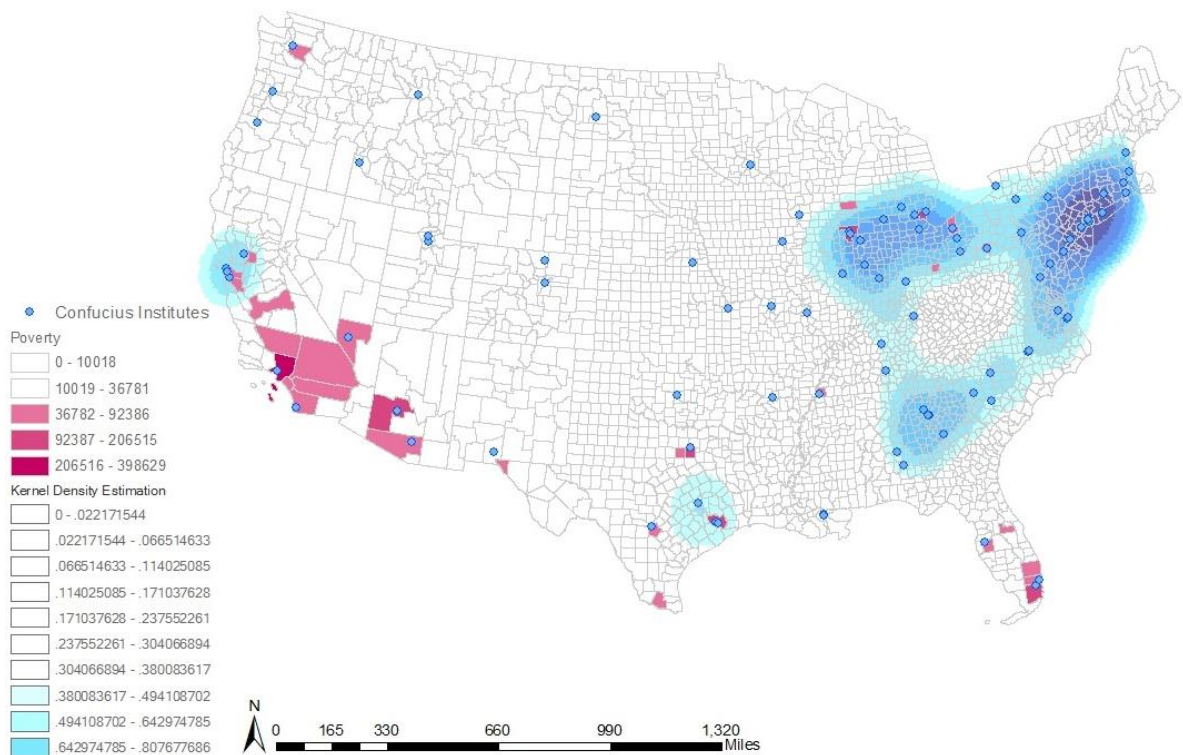 Confucius Institutes
Poverty
0 - 10018
10019 - 36781
36782 - 92386
92387 - 206515
206516 - 398629
Kernel Density Estimation
0 - .022171544
.022171544 - .066514633
.066514633 - .114025085
.114025085 - .171037628
.171037628 - .237552261
.237552261 - .304066894
.304066894 - .380083617
.380083617 - .494108702
.494108702 - .642974785
.642974785 - .807677686
N
0 165 330 660 990 1,320
Miles